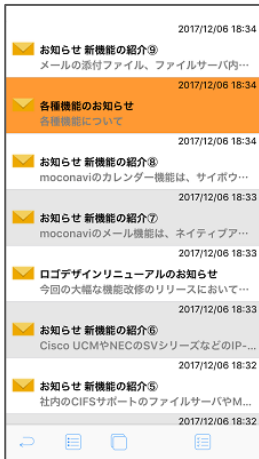 2017/12/06 18:34
お知らせ 新機能の紹介⑨
メールの添付ファイル、ファイルサーバ内…
2017/12/06 18:34
各種機能のお知らせ
各種機能について
2017/12/06 18:34
お知らせ 新機能の紹介⑧
moconaviのカレンダー機能は、サイボウ…
2017/12/06 18:33
お知らせ 新機能の紹介⑦
moconaviのメール機能は、ネイティブア…
2017/12/06 18:33
ロゴデザインリニューアルのお知らせ
今回の大幅な機能改修のリリースにおいて…
2017/12/06 18:33
お知らせ 新機能の紹介⑥
Cisco UCMやNECのSVシリーズなどのIP-…
2017/12/06 18:32
お知らせ 新機能の紹介⑤
社内のCIFSサポートのファイルサーバやM…
2017/12/06 18:32